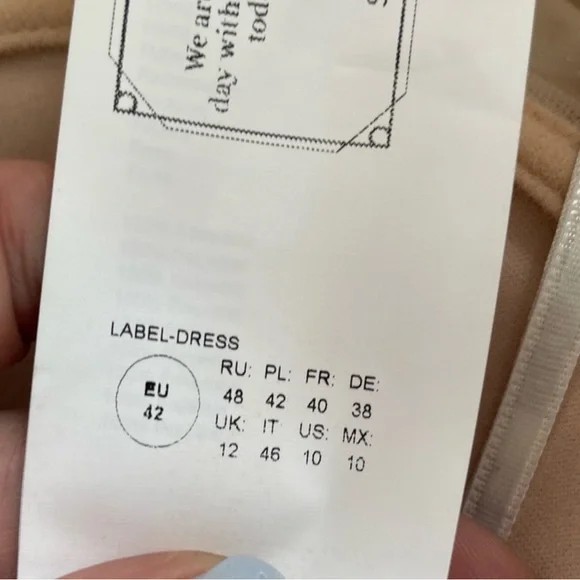 We ar
day with
tod
LABEL-DRESS
EU
42
RU: PL: FR: DE:
48 42 40 38
UK: IT US: MX:
12 46 10 10